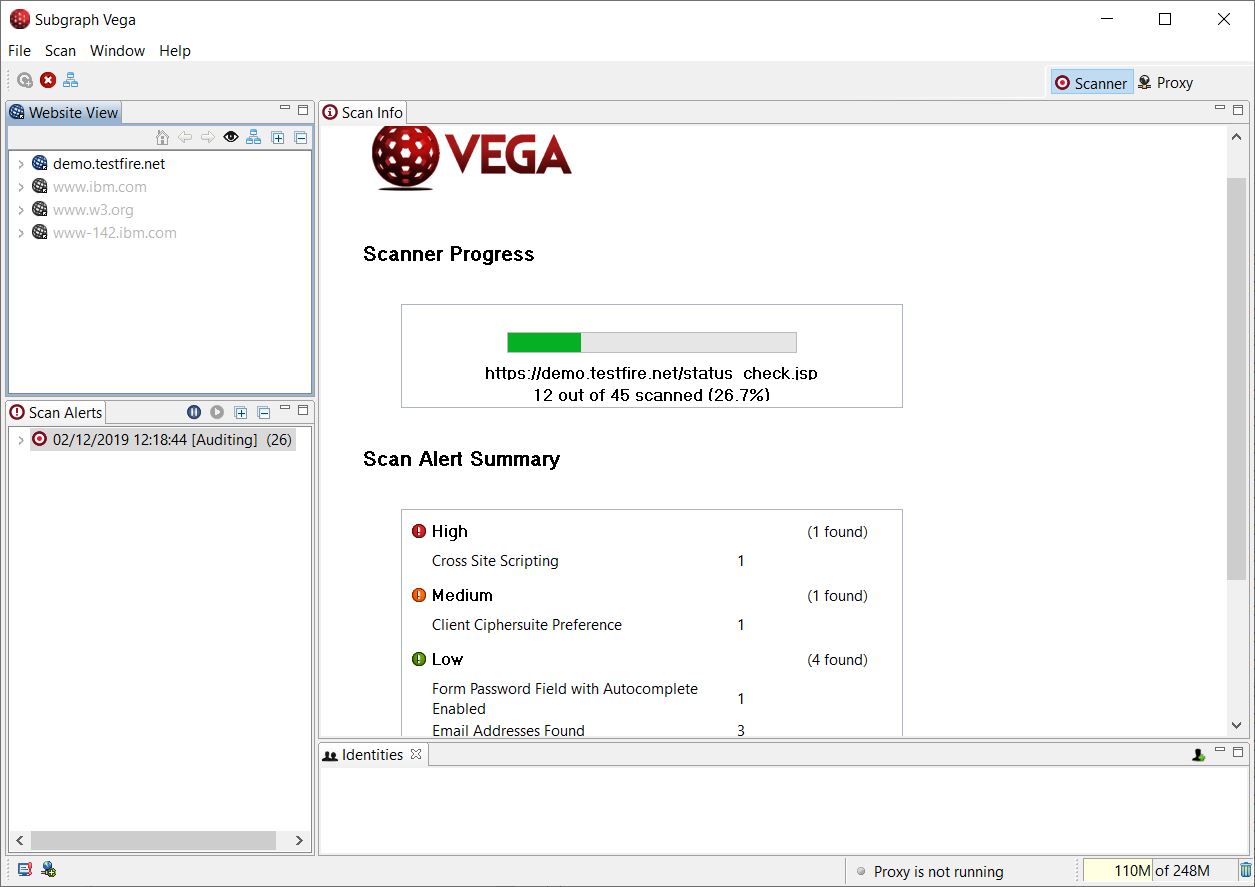 Subgraph Vega
File Scan Window Help
Scanner Proxy
Website View
demo.testfire.net
www.ibm.com
www.w3.org
www-142.ibm.com
Scan Alerts
02/12/2019 12:18:44 [Auditing] (26)
Scan Info
VEGA
Scanner Progress
https://demo.testfire.net/status_check.jsp
12 out of 45 scanned (26.7%)
Scan Alert Summary
High (1 found)
Cross Site Scripting 1
Medium (1 found)
Client Ciphersuite Preference 1
Low (4 found)
Form Password Field with Autocomplete
Enabled 1
Email Addresses Found 3
Identities
Proxy is not running
110M of 248M